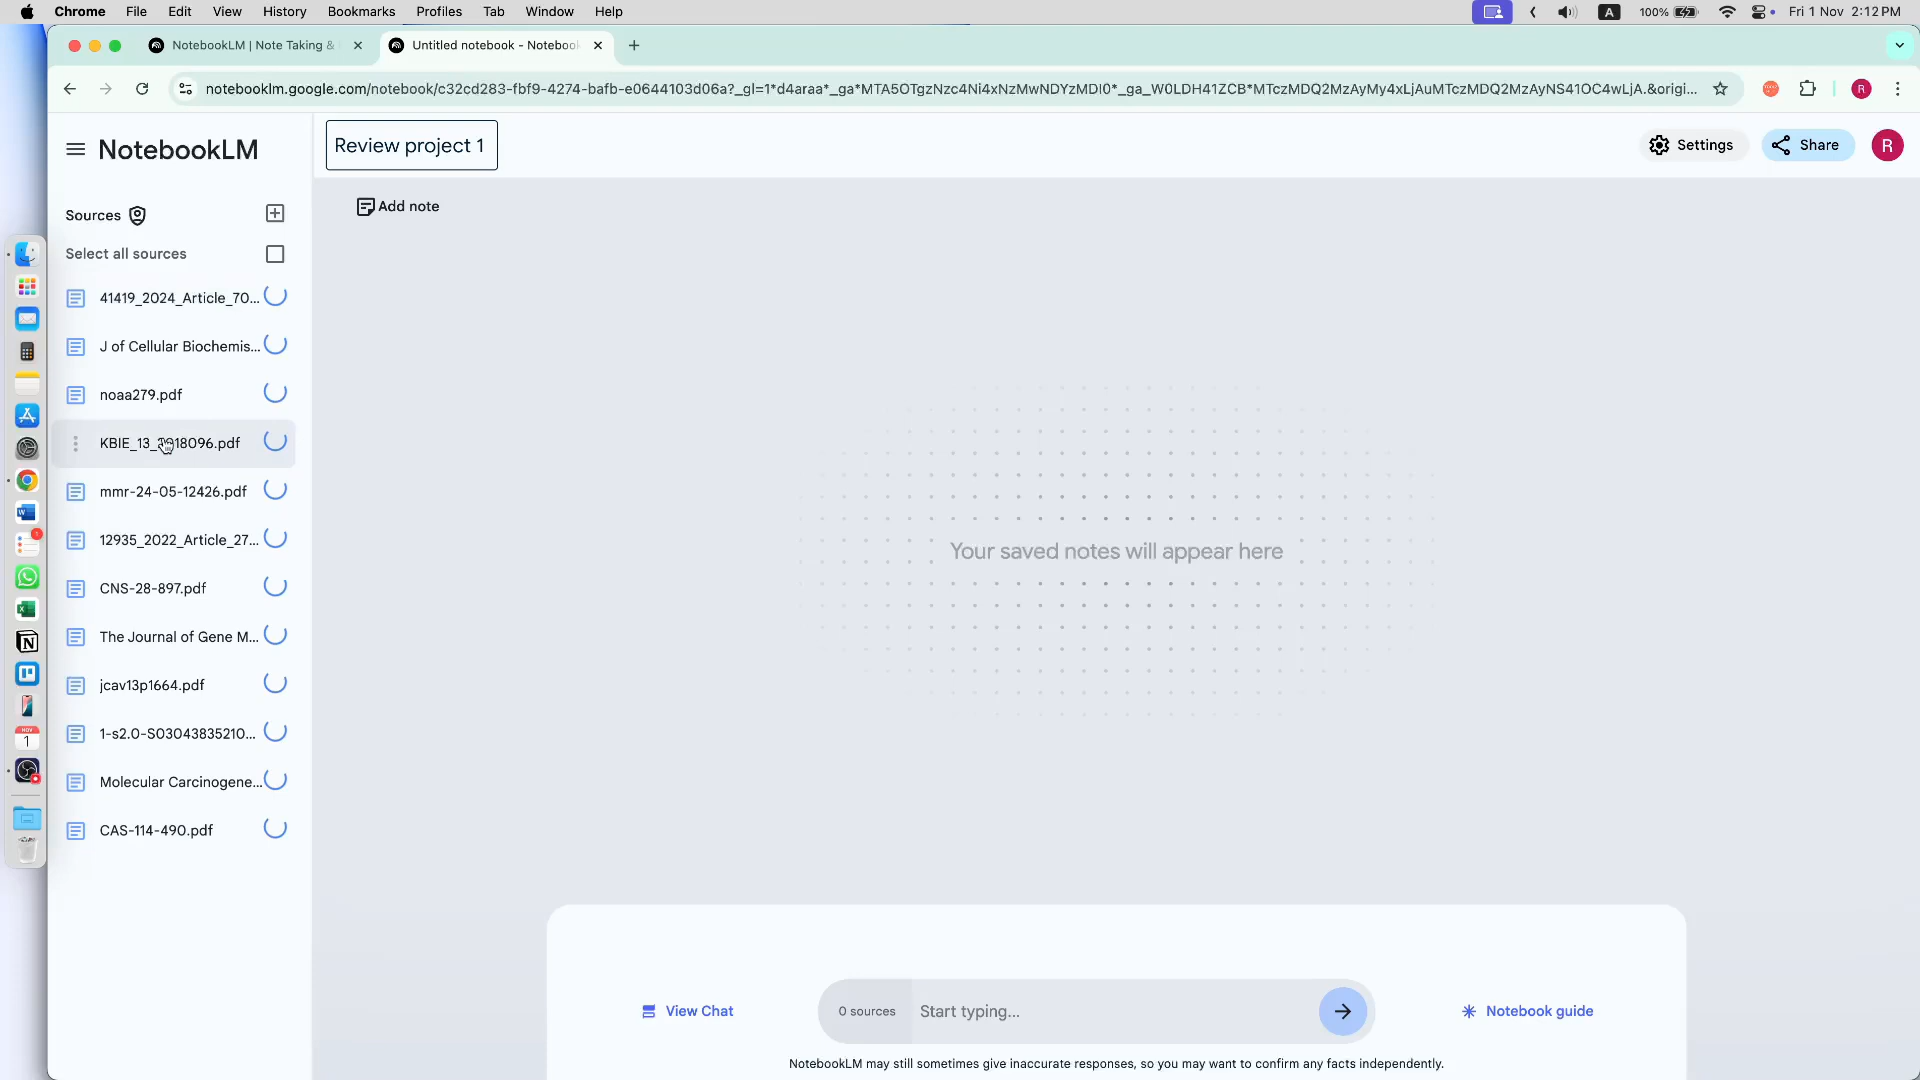 Chrome File Edit View History Bookmarks Profiles Tab Window Help
A 100% Fri 1 Nov 2:12 PM
NotebookLM | Note Taking &
Untitled notebook - Notebook
notebooklm.google.com/notebook/c32cd283-fbf9-4274-bafb-e0644103d06a?_gl=1*d4araa*_ga*MTA5OTgzNzc4Ni4xNzMwNDYzMDI0*_ga_W0LDH41ZCB*MTczMDQ2MzAyMy4xLjAuMTczMDQ2MzAyNS41OC4wLjA.&origi...
R
NotebookLM
Review project 1
Settings
Share
R
Sources
Add note
Select all sources
41419_2024_Article_70...
J of Cellular Biochemis...
noaa279.pdf
KBIE_13_2018096.pdf
mmr-24-05-12426.pdf
12935_2022_Article_27...
CNS-28-897.pdf
The Journal of Gene M...
jcav13p1664.pdf
1-s2.0-S03043835210...
Molecular Carcinogene...
CAS-114-490.pdf
Your saved notes will appear here
View Chat
0 sources
Start typing...
Notebook guide
NotebookLM may still sometimes give inaccurate responses, so you may want to confirm any facts independently.